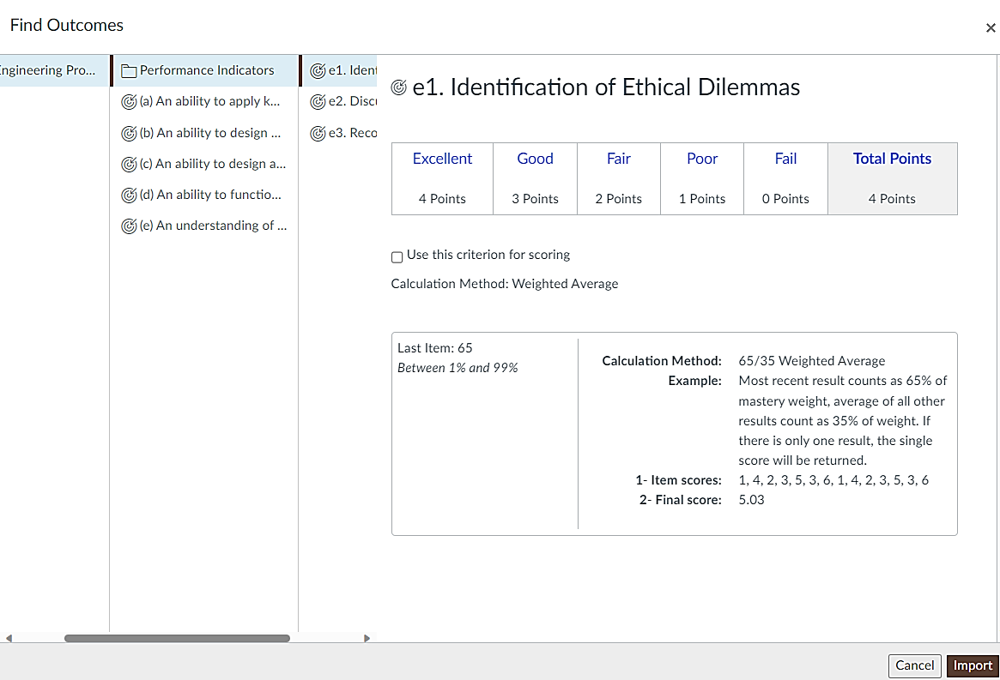 Find Outcomes
×
Engineering Pro...
Performance Indicators
(a) An ability to apply k...
(b) An ability to design ...
(c) An ability to design a...
(d) An ability to functio...
(e) An understanding of ...
e1. Ident
e2. Discu
e3. Reco
e1. Identification of Ethical Dilemmas
Excellent Good Fair Poor Fail Total Points
4 Points 3 Points 2 Points 1 Points 0 Points 4 Points
Use this criterion for scoring
Calculation Method: Weighted Average
Last Item: 65
Between 1% and 99%
Calculation Method: 65/35 Weighted Average
Example: Most recent result counts as 65% of
mastery weight, average of all other
results count as 35% of weight. If
there is only one result, the single
score will be returned.
1- Item scores: 1, 4, 2, 3, 5, 3, 6, 1, 4, 2, 3, 5, 3, 6
2- Final score: 5.03
Cancel Import